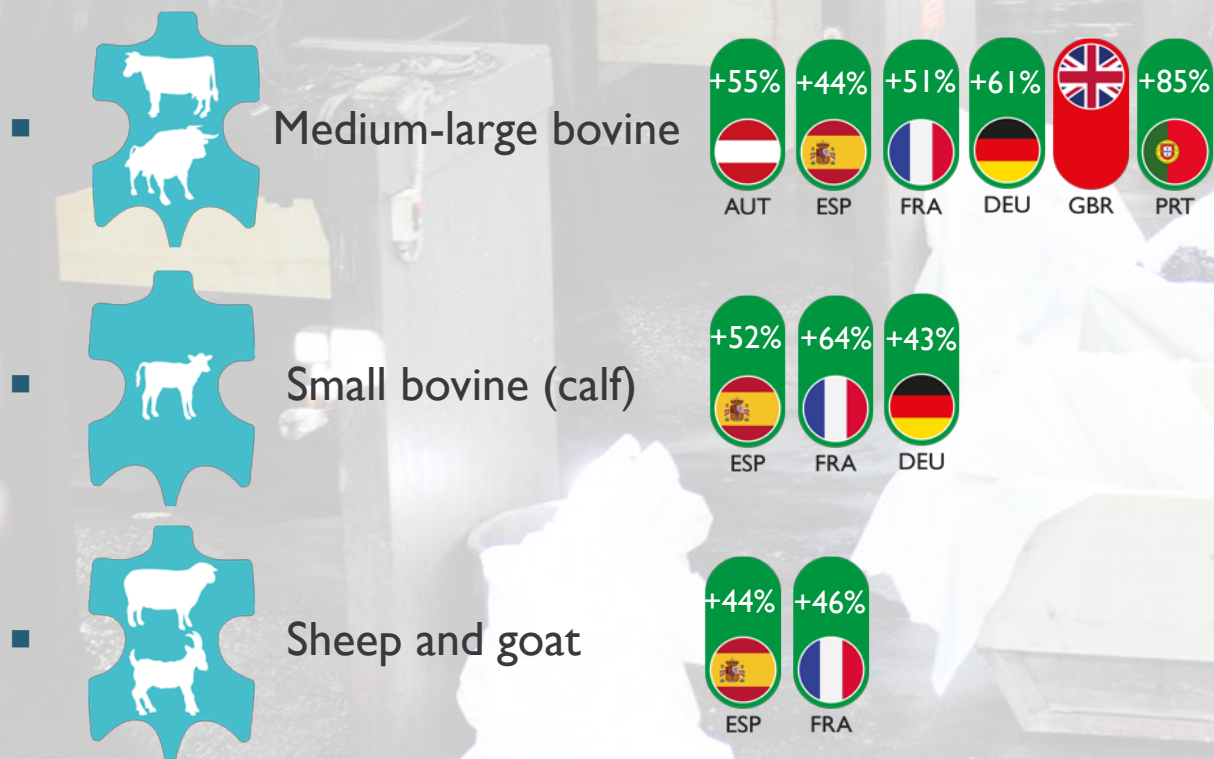 +55% +44% +51% +61% +85%
Medium-large bovine
AUT ESP FRA DEU GBR PRT
+52% +64% +43%
Small bovine (calf)
ESP FRA DEU
+44% +46%
Sheep and goat
ESP FRA